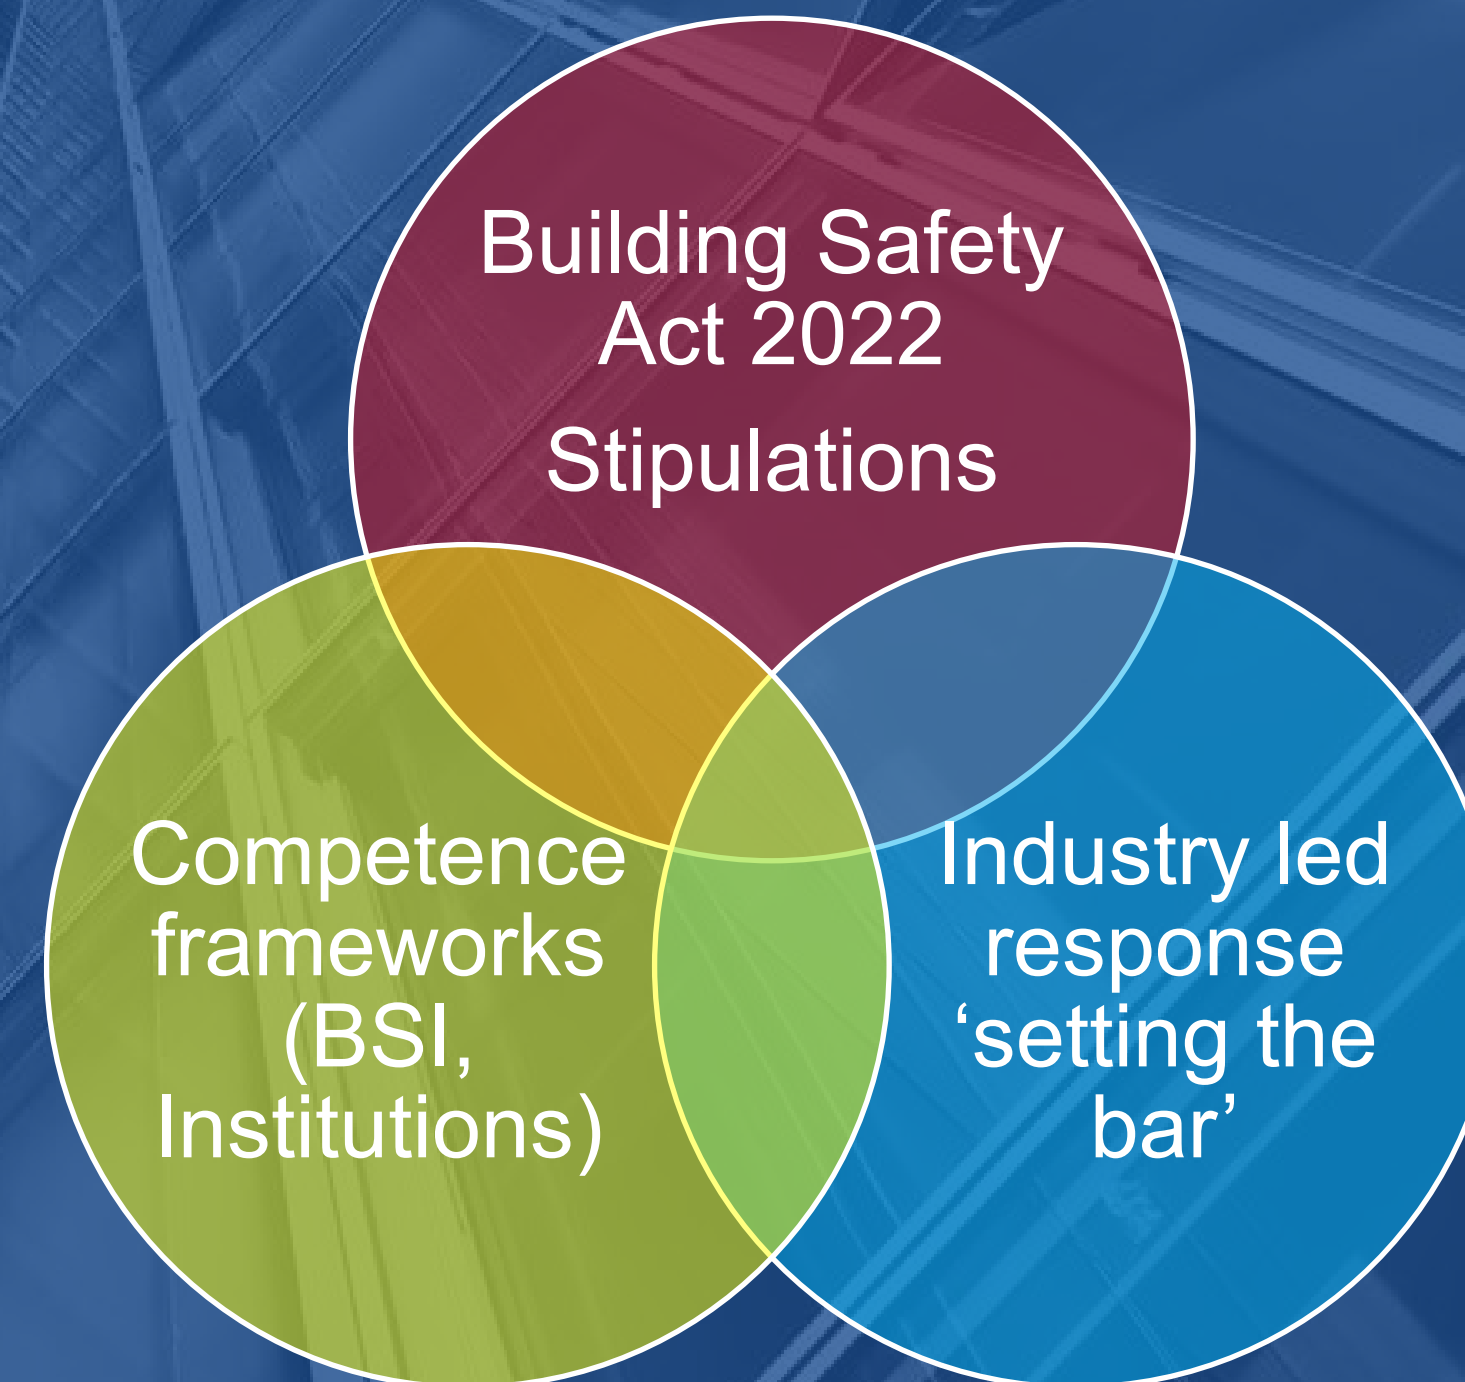 Building Safety
Act 2022
Stipulations
Competence
frameworks
(BSI,
Institutions)
Industry led
response
‘setting the
bar’